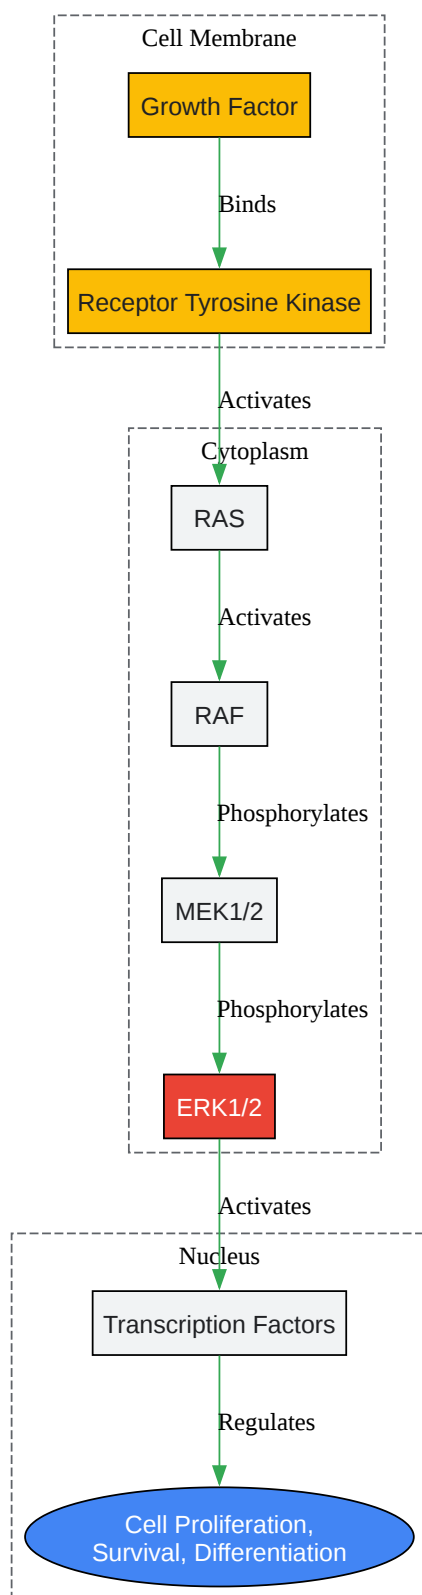 Cell Membrane
Growth Factor
Binds
Receptor Tyrosine Kinase
Activates
Cytoplasm
RAS
Activates
RAF
Phosphorylates
MEK1/2
Phosphorylates
ERK1/2
Activates
Nucleus
Transcription Factors
Regulates
Cell Proliferation,
Survival, Differentiation